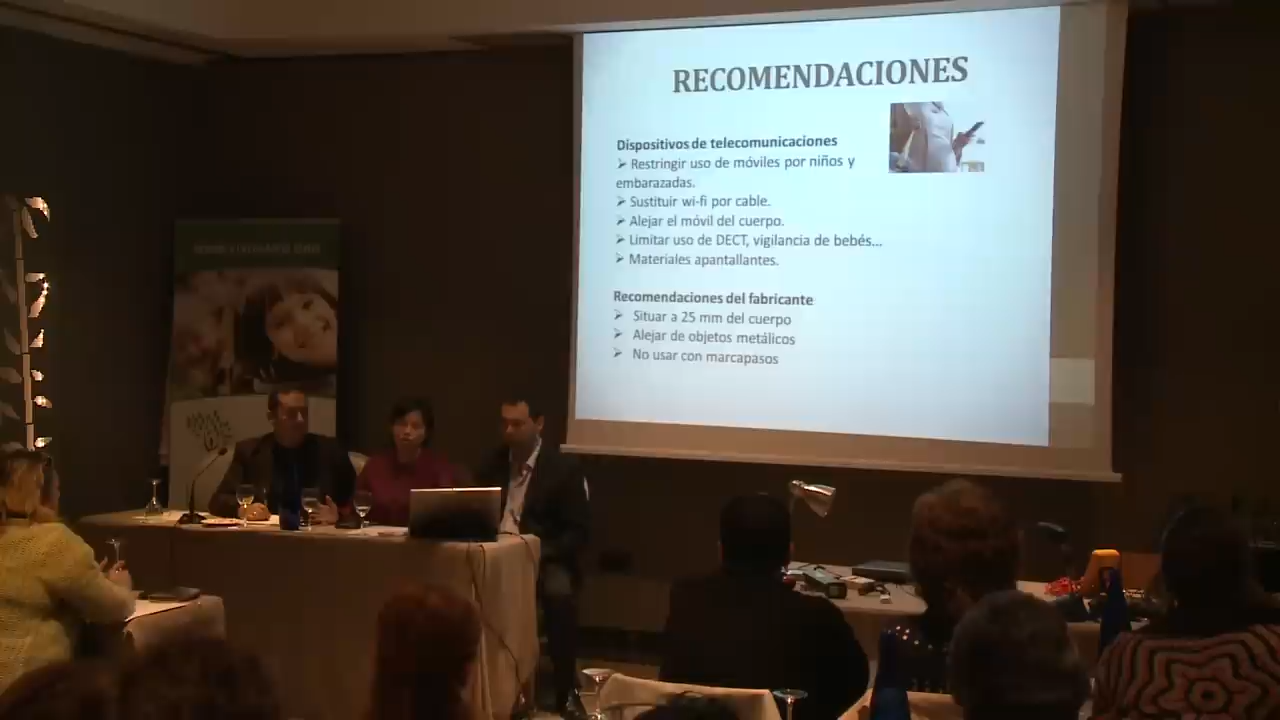 RECOMENDACIONES
Dispositivos de telecomunicaciones
➢ Restringir uso de móviles por niños y
embarazadas.
➢ Sustituir wi-fi por cable.
➢ Alejar el móvil del cuerpo.
➢ Limitar uso de DECT, vigilancia de bebés...
➢ Materiales apantallantes.
Recomendaciones del fabricante
➢ Situar a 25 mm del cuerpo
➢ Alejar de objetos metálicos
➢ No usar con marcapasos